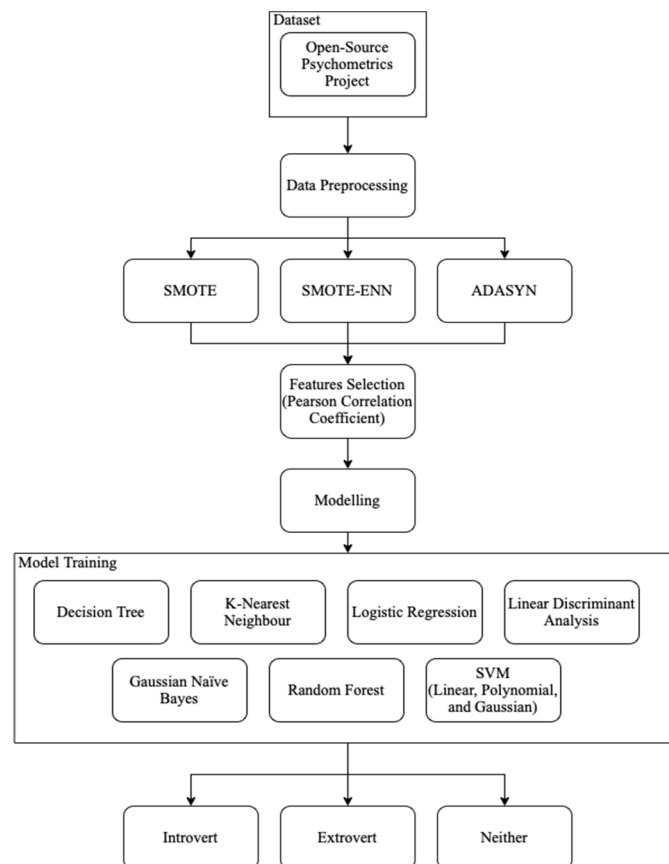 Dataset
Open-Source
Psychometrics
Project
Data Preprocessing
SMOTE
SMOTE-ENN
ADASYN
Features Selection
(Pearson Correlation
Coefficient)
Modelling
Model Training
Decision Tree
K-Nearest
Neighbour
Logistic Regression
Linear Discriminant
Analysis
Gaussian Naïve
Bayes
Random Forest
SVM
(Linear, Polynomial,
and Gaussian)
Introvert
Extrovert
Neither